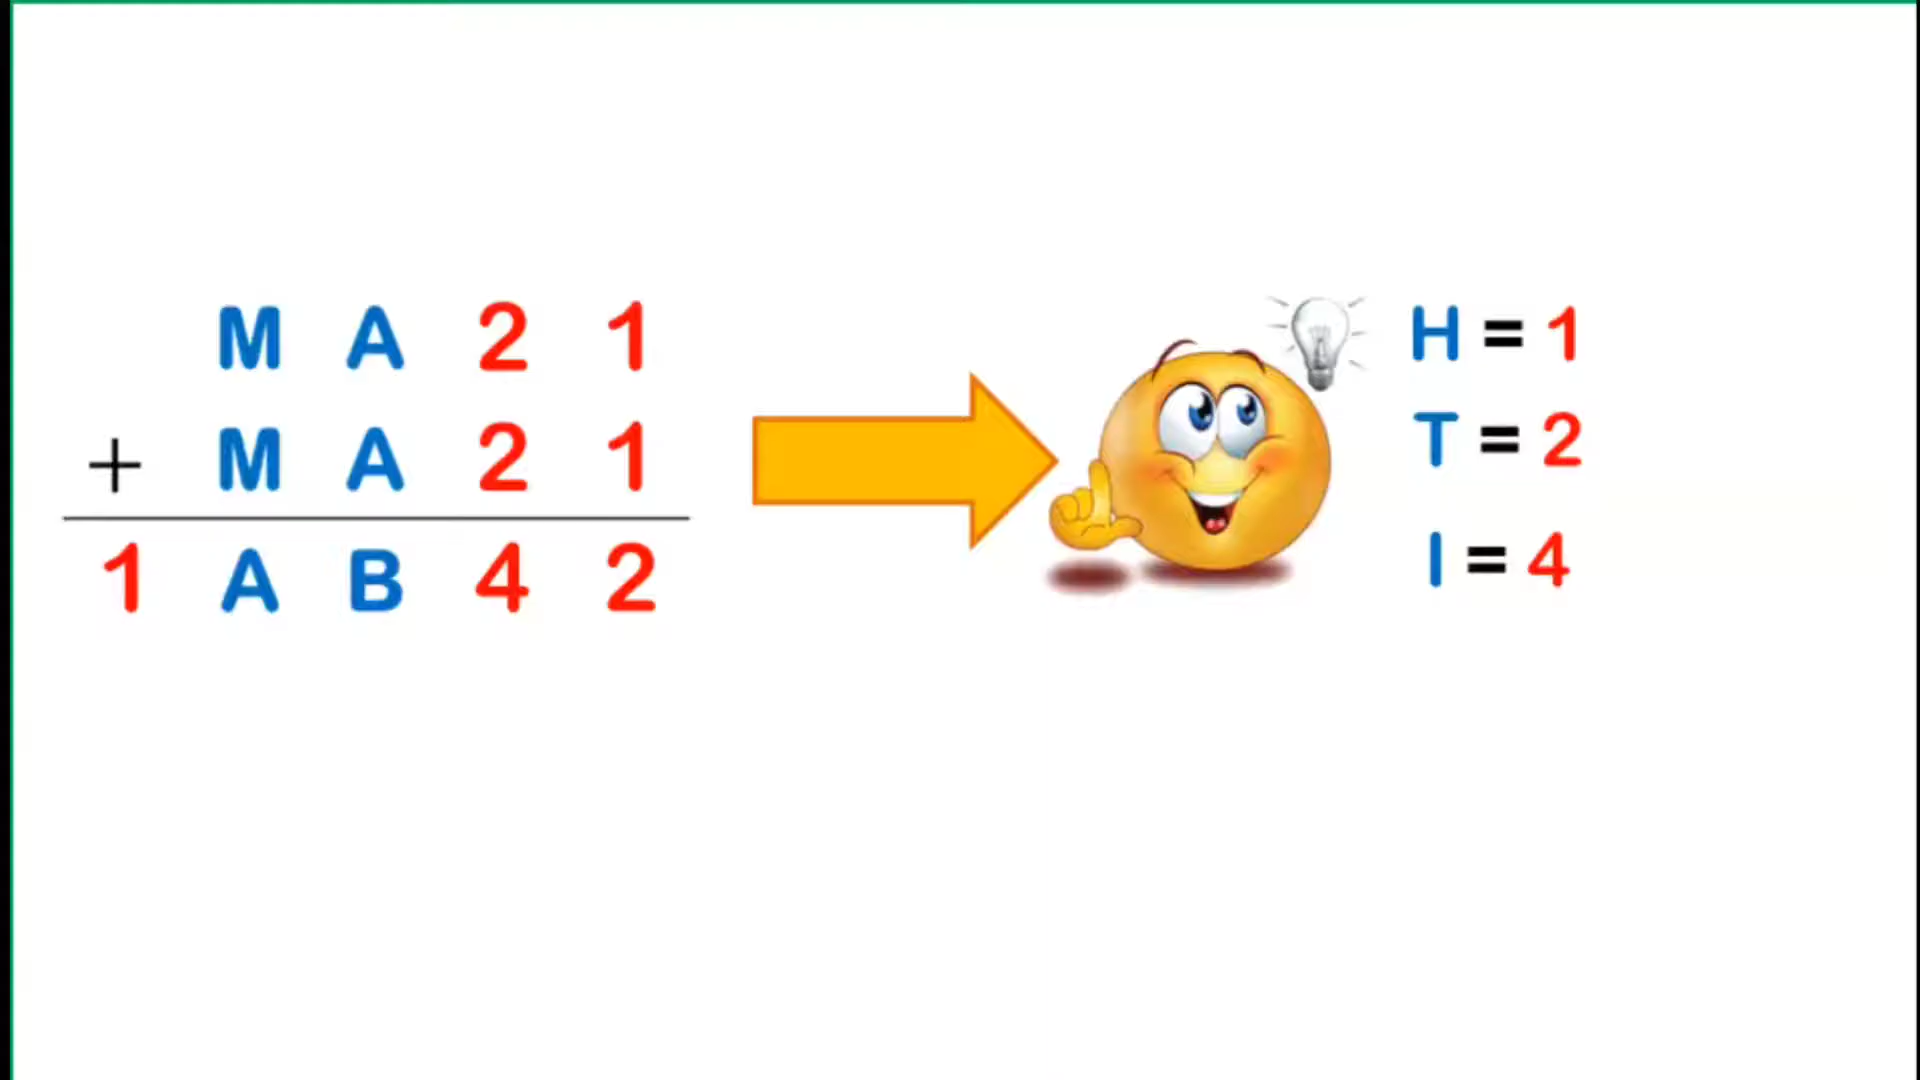 M A 2 1
+ M A 2 1
1 A B 4 2
H = 1
T = 2
I = 4